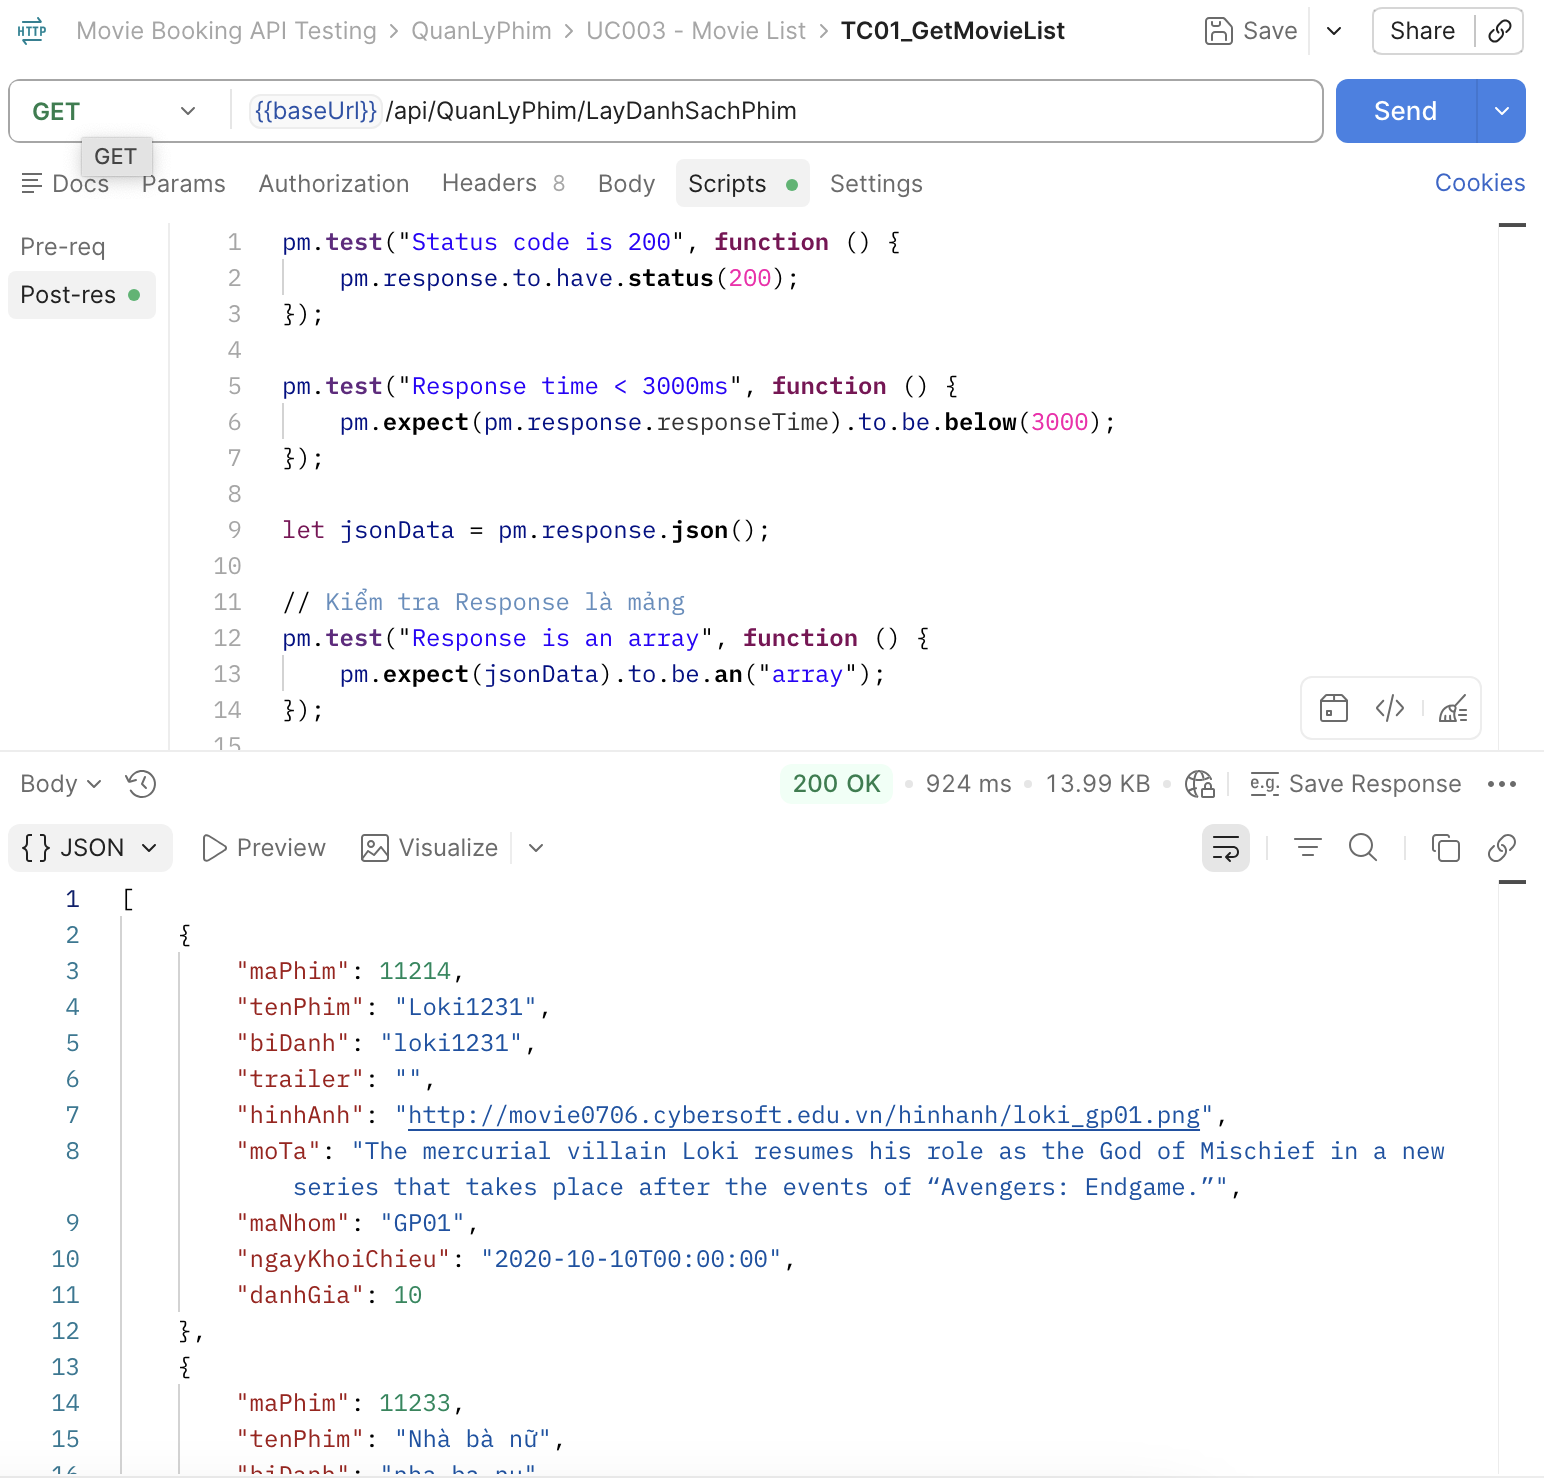 HTTP Movie Booking API Testing > QuanLyPhim > UC003 - Movie List > TC01_GetMovieList Save Share
GET {{baseUrl}} /api/QuanLyPhim/LayDanhSachPhim Send
GET
Docs Params Authorization Headers 8 Body Scripts Settings Cookies
Pre-req
Post-res
1 pm.test("Status code is 200", function () {
2 pm.response.to.have.status(200);
3 });
4
5 pm.test("Response time < 3000ms", function () {
6 pm.expect(pm.response.responseTime).to.be.below(3000);
7 });
8
9 let jsonData = pm.response.json();
10
11 // Kiểm tra Response là mảng
12 pm.test("Response is an array", function () {
13 pm.expect(jsonData).to.be.an("array");
14 });
15
Body 200 OK • 924 ms • 13.99 KB • e.g. Save Response
{} JSON Preview Visualize
1 [
2 {
3 "maPhim": 11214,
4 "tenPhim": "Loki1231",
5 "biDanh": "loki1231",
6 "trailer": "",
7 "hinhAnh": "http://movie0706.cybersoft.edu.vn/hinhanh/loki_gp01.png",
8 "moTa": "The mercurial villain Loki resumes his role as the God of Mischief in a new
series that takes place after the events of “Avengers: Endgame.”",
9 "maNhom": "GP01",
10 "ngayKhoiChieu": "2020-10-10T00:00:00",
11 "danhGia": 10
12 },
13 {
14 "maPhim": 11233,
15 "tenPhim": "Nhà bà nữ",
16 "biDanh": "nha-ba-nu"